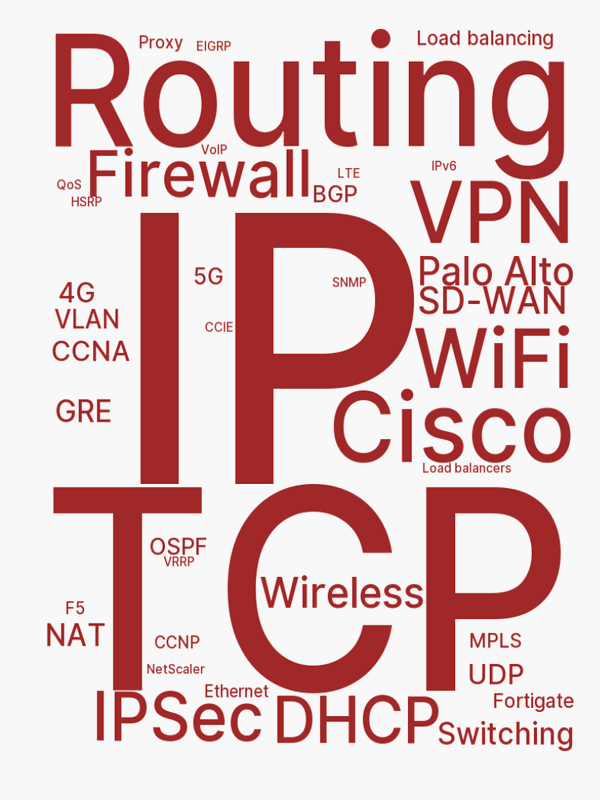 Proxy
EIGRP
Load balancing
Routing
VoIP
Firewall
LTE
IPv6
QoS
HSRP
BGP
VPN
IP
5G
SNMP
Palo Alto
4G
SD-WAN
VLAN
CCIE
CCNA
WiFi
GRE
Cisco
Load balancers
TCP
OSPF
VRRP
Wireless
F5
NAT
CCNP
MPLS
NetScaler
UDP
Ethernet
Fortigate
IPSec
DHCP
Switching